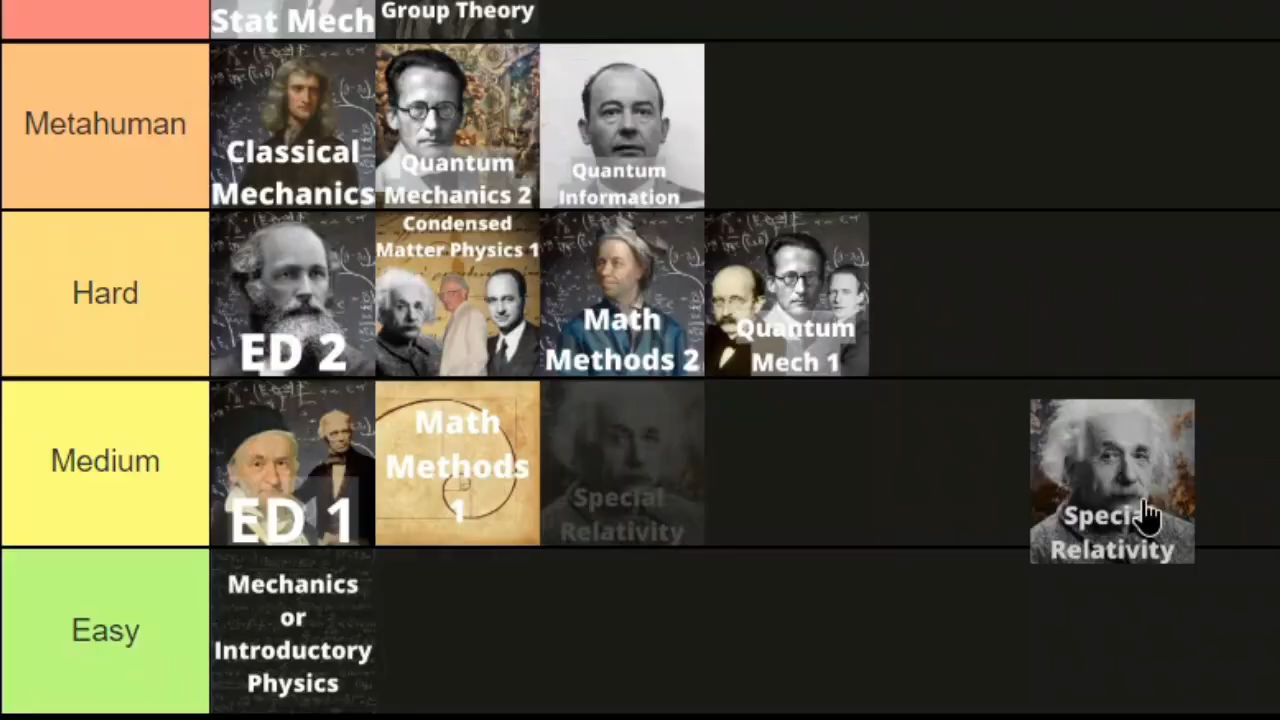 Stat Mech
Group Theory
Metahuman
Classical
Mechanics
Quantum
Mechanics 2
Quantum
Information
Hard
ED 2
Condensed
Matter Physics 1
Math
Methods 2
Quantum
Mech 1
Medium
ED 1
Math
Methods
1
Special
Relativity
Special
Relativity
Easy
Mechanics
or
Introductory
Physics